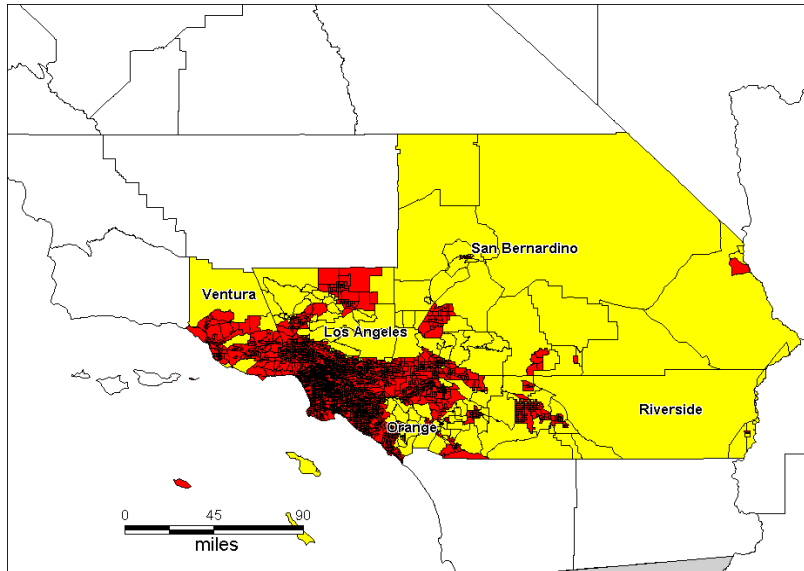 San Bernardino
Ventura
Los Angeles
Riverside
Orange
0 45 90
miles